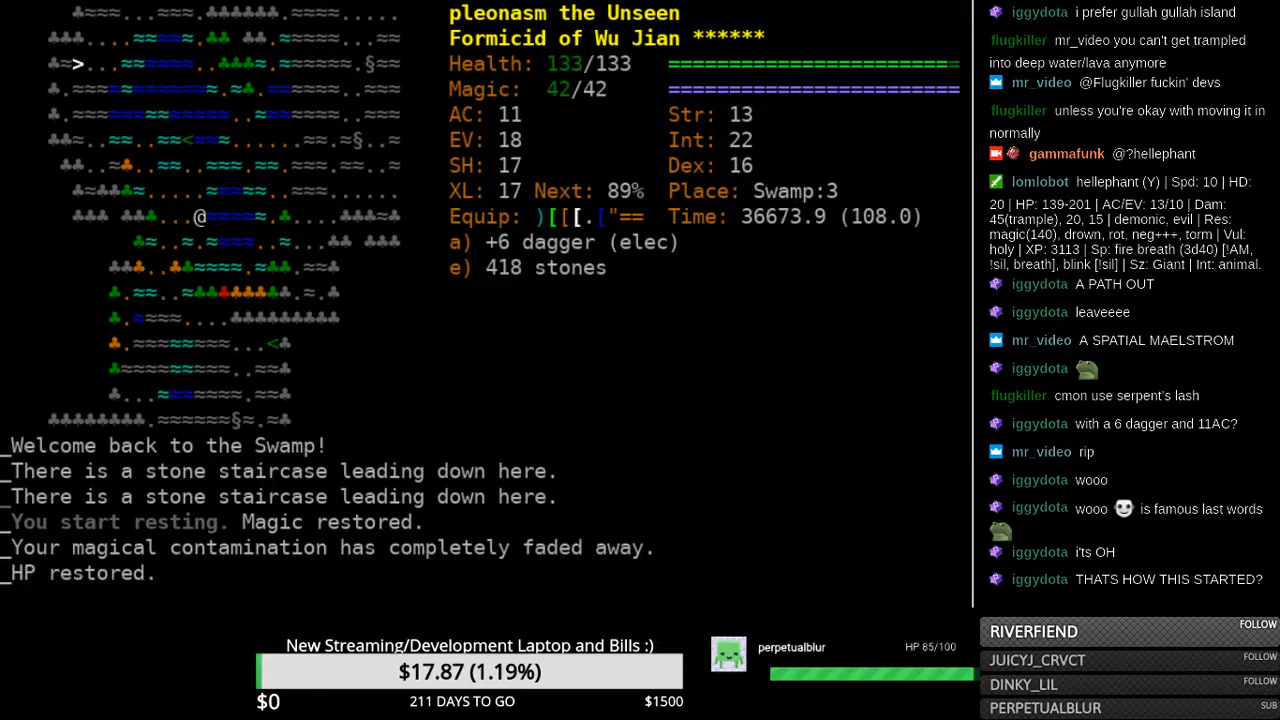 pleonasm the Unseen
Formicid of Wu Jian ******
Health: 133/133 ========================
Magic: 42/42 ========================
AC: 11 Str: 13
EV: 18 Int: 22
SH: 17 Dex: 16
XL: 17 Next: 89% Place: Swamp:3
Equip: )[[[.["== Time: 36673.9 (108.0)
a) +6 dagger (elec)
e) 418 stones
_Welcome back to the Swamp!
_There is a stone staircase leading down here.
_There is a stone staircase leading down here.
_You start resting. Magic restored.
_Your magical contamination has completely faded away.
_HP restored.
New Streaming/Development Laptop and Bills :)
$17.87 (1.19%)
$0 211 DAYS TO GO $1500
perpetualblur HP 85/100
iggydota i prefer gullah gullah island
flugkiller mr_video you can't get trampled
into deep water/lava anymore
mr_video @Flugkiller fuckin' devs
flugkiller unless you're okay with moving it in
normally
gammafunk @?hellephant
lomlobot hellephant (Y) | Spd: 10 | HD:
20 | HP: 139-201 | AC/EV: 13/10 | Dam:
45(trample), 20, 15 | demonic, evil | Res:
magic(140), drown, rot, neg+++, torm | Vul:
holy | XP: 3113 | Sp: fire breath (3d40) [!AM,
!sil, breath], blink [!sil] | Sz: Giant | Int: animal.
iggydota A PATH OUT
iggydota leaveeee
mr_video A SPATIAL MAELSTROM
iggydota
flugkiller cmon use serpent's lash
iggydota with a 6 dagger and 11AC?
mr_video rip
iggydota wooo
iggydota wooo is famous last words
iggydota i'ts OH
iggydota THATS HOW THIS STARTED?
RIVERFIEND FOLLOW
JUICYJ_CRVCT FOLLOW
DINKY_LIL FOLLOW
PERPETUALBLUR SUB